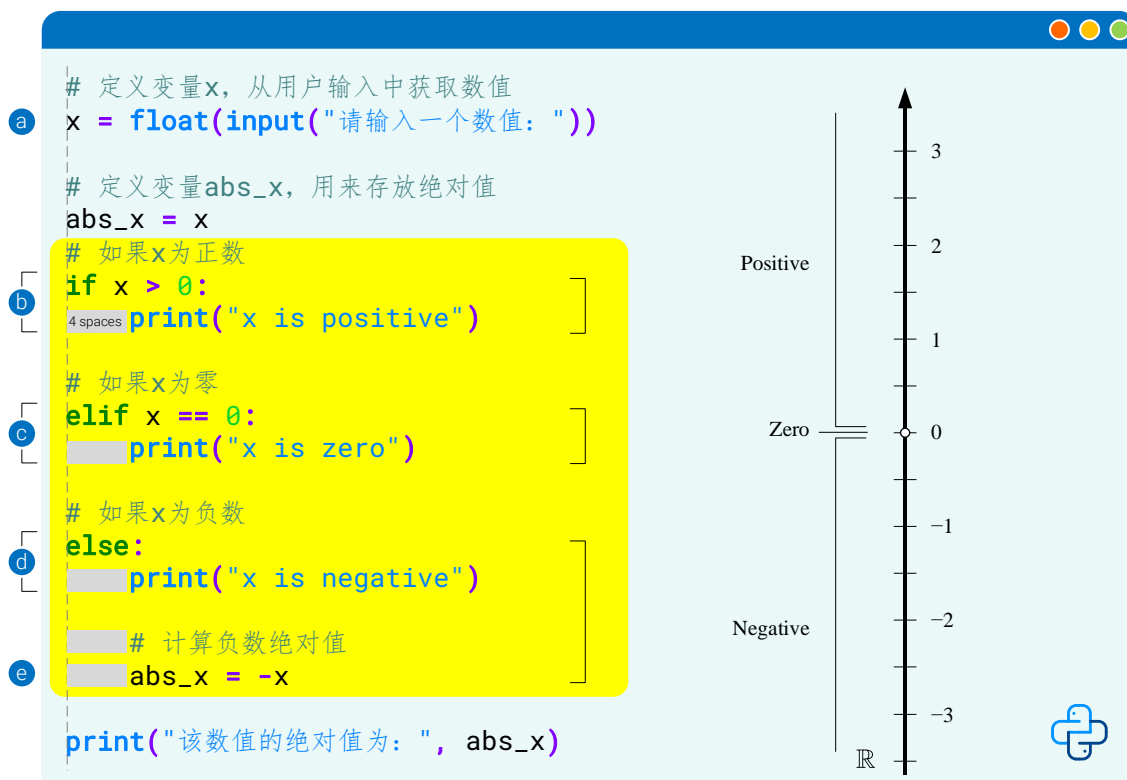 # 定义变量x，从用户输入中获取数值
a x = float(input("请输入一个数值："))
# 定义变量abs_x，用来存放绝对值
abs_x = x
# 如果x为正数
b if x > 0:
4 spaces print("x is positive")
# 如果x为零
c elif x == 0:
print("x is zero")
# 如果x为负数
d else:
print("x is negative")
# 计算负数绝对值
e abs_x = -x
print("该数值的绝对值为：", abs_x)
3
2
Positive
1
Zero
0
−1
−2
Negative
−3
ℝ